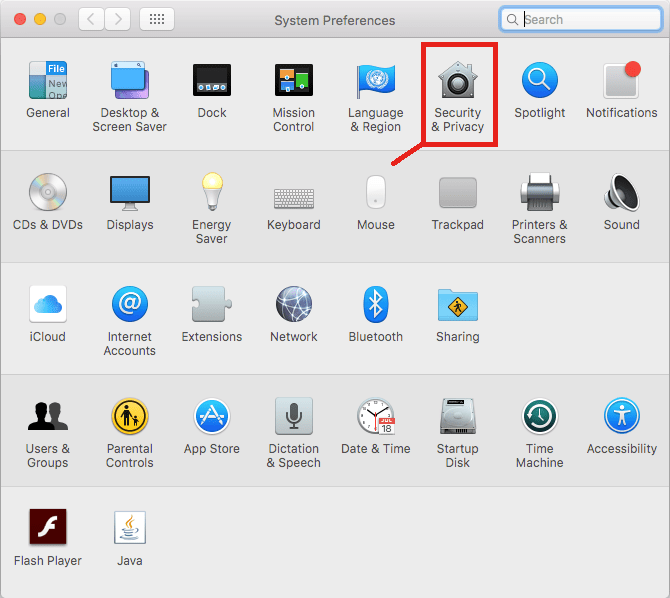 System Preferences
Search
File
New
Ope
General
Desktop &
Screen Saver
Dock
Mission
Control
Language
& Region
Security
& Privacy
Spotlight
Notifications
CDs & DVDs
Displays
Energy
Saver
Keyboard
Mouse
Trackpad
Printers &
Scanners
Sound
iCloud
@
Internet
Accounts
Extensions
Network
Bluetooth
Sharing
Users &
Groups
Parental
Controls
App Store
Dictation
& Speech
JUL
18
Date & Time
Startup
Disk
Time
Machine
Accessibility
Flash Player
Java